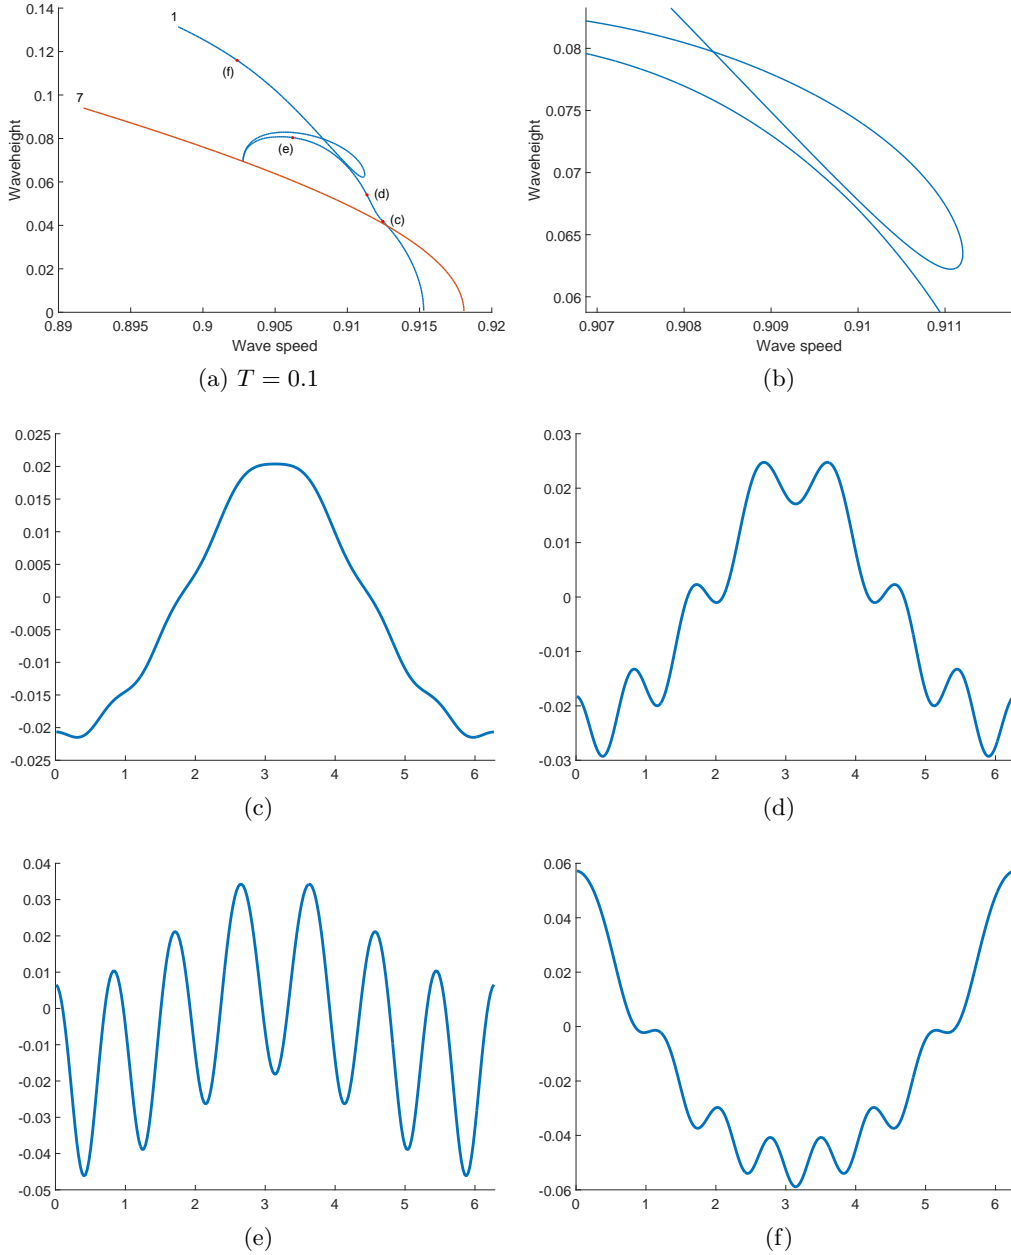 0.14
0.12
0.1
0.08
0.06
0.04
0.02
0
Waveheight
1
(f)
7
(e)
(d)
(c)
0.89 0.895 0.9 0.905 0.91 0.915 0.92
Wave speed
(a) T = 0.1
0.08
0.075
0.07
0.065
0.06
Waveheight
0.907 0.908 0.909 0.91 0.911
Wave speed
(b)
0.025
0.02
0.015
0.01
0.005
0
-0.005
-0.01
-0.015
-0.02
-0.025
0 1 2 3 4 5 6
(c)
0.03
0.02
0.01
0
-0.01
-0.02
-0.03
0 1 2 3 4 5 6
(d)
0.04
0.03
0.02
0.01
0
-0.01
-0.02
-0.03
-0.04
-0.05
0 1 2 3 4 5 6
(e)
0.06
0.04
0.02
0
-0.02
-0.04
-0.06
0 1 2 3 4 5 6
(f)